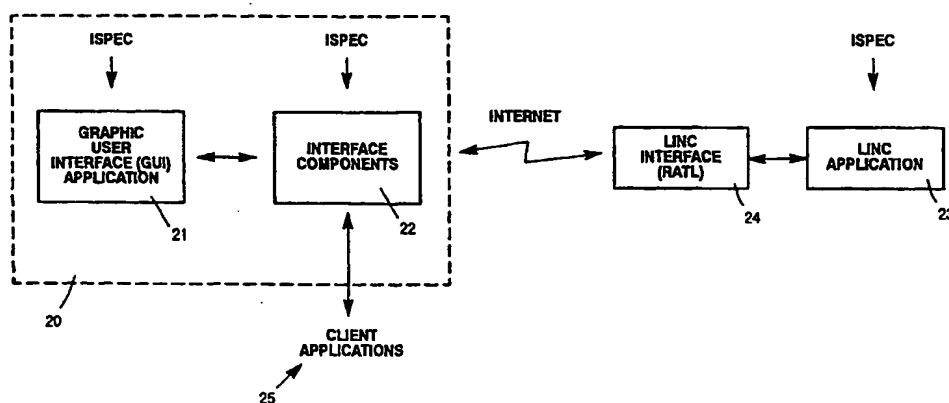 ISPEC
ISPEC
ISPEC
GRAPHIC
USER
INTERFACE (GUI)
APPLICATION
INTERFACE
COMPONENTS
INTERNET
LINC
INTERFACE
(RATL)
LINC
APPLICATION
21
22
24
20
CLIENT
APPLICATIONS
25